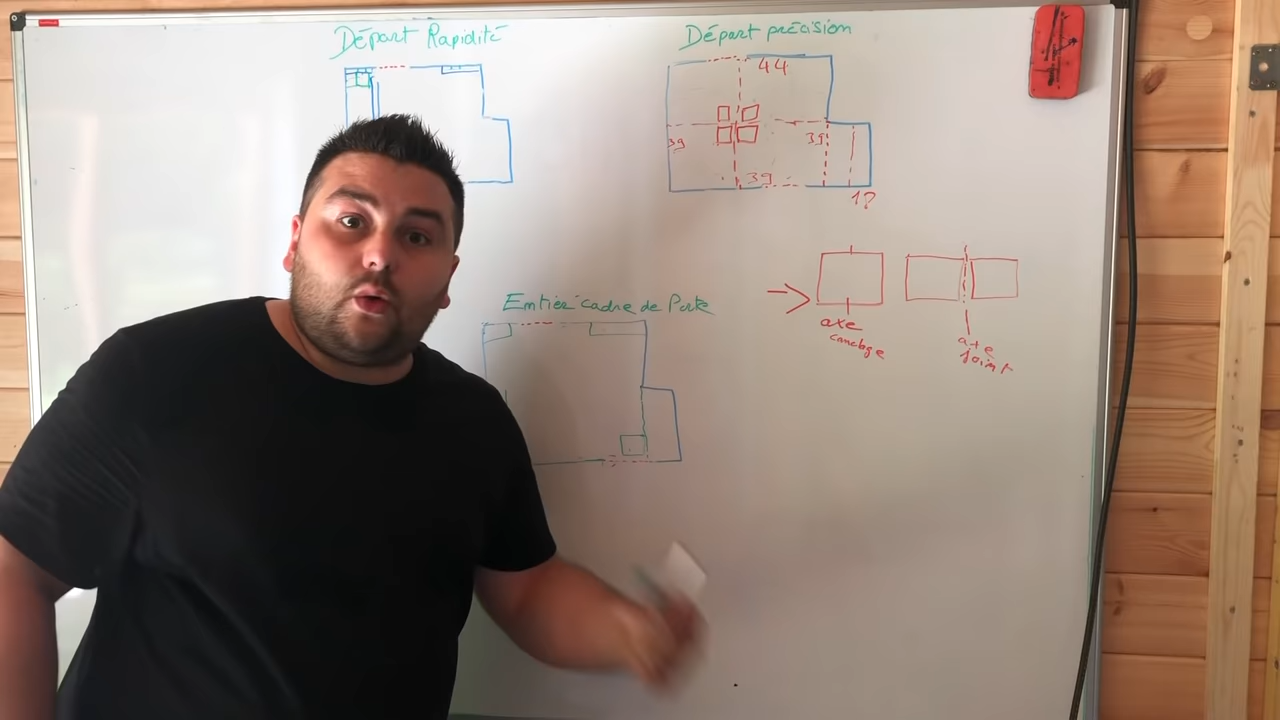 Départ Rapidité
Départ précision
44
39
39
39
1?
Entier cadre de Porte
axe
carrelage
axe
joint